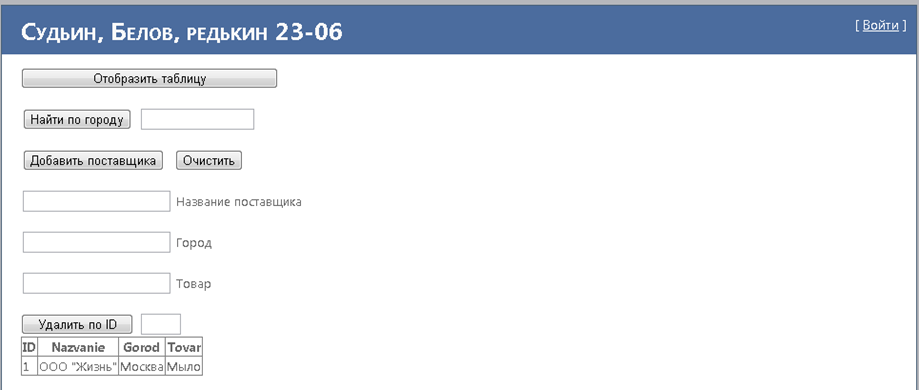 Судьин, Белов, редькин 23-06
[ Войти ]
Отобразить таблицу
Найти по городу
Добавить поставщика Очистить
Название поставщика
Город
Товар
Удалить по ID
ID Nazvanie Gorod Tovar
1 ООО "Жизнь" Москва Мыло